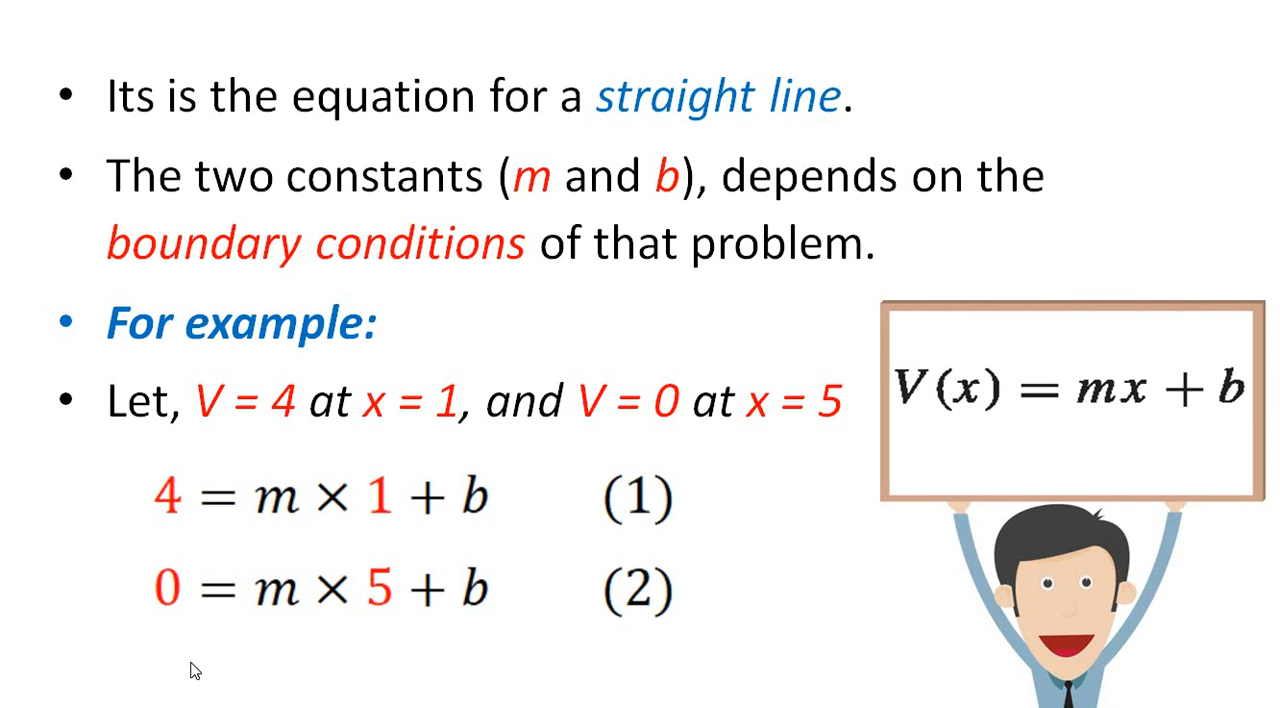 • Its is the equation for a straight line.
• The two constants (m and b), depends on the
boundary conditions of that problem.
• For example:
• Let, V = 4 at x = 1, and V = 0 at x = 5
V(x) = mx + b
4 = m × 1 + b (1)
0 = m × 5 + b (2)